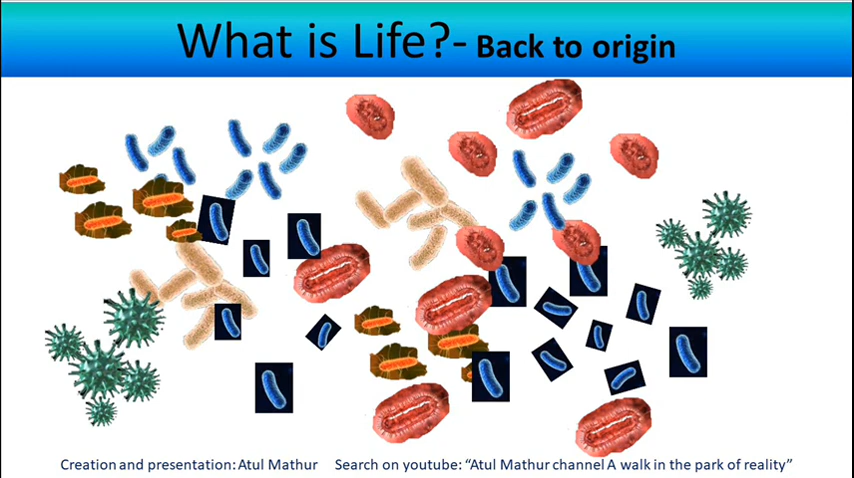 What is Life?- Back to origin
Creation and presentation: Atul Mathur Search on youtube: “Atul Mathur channel A walk in the park of reality”